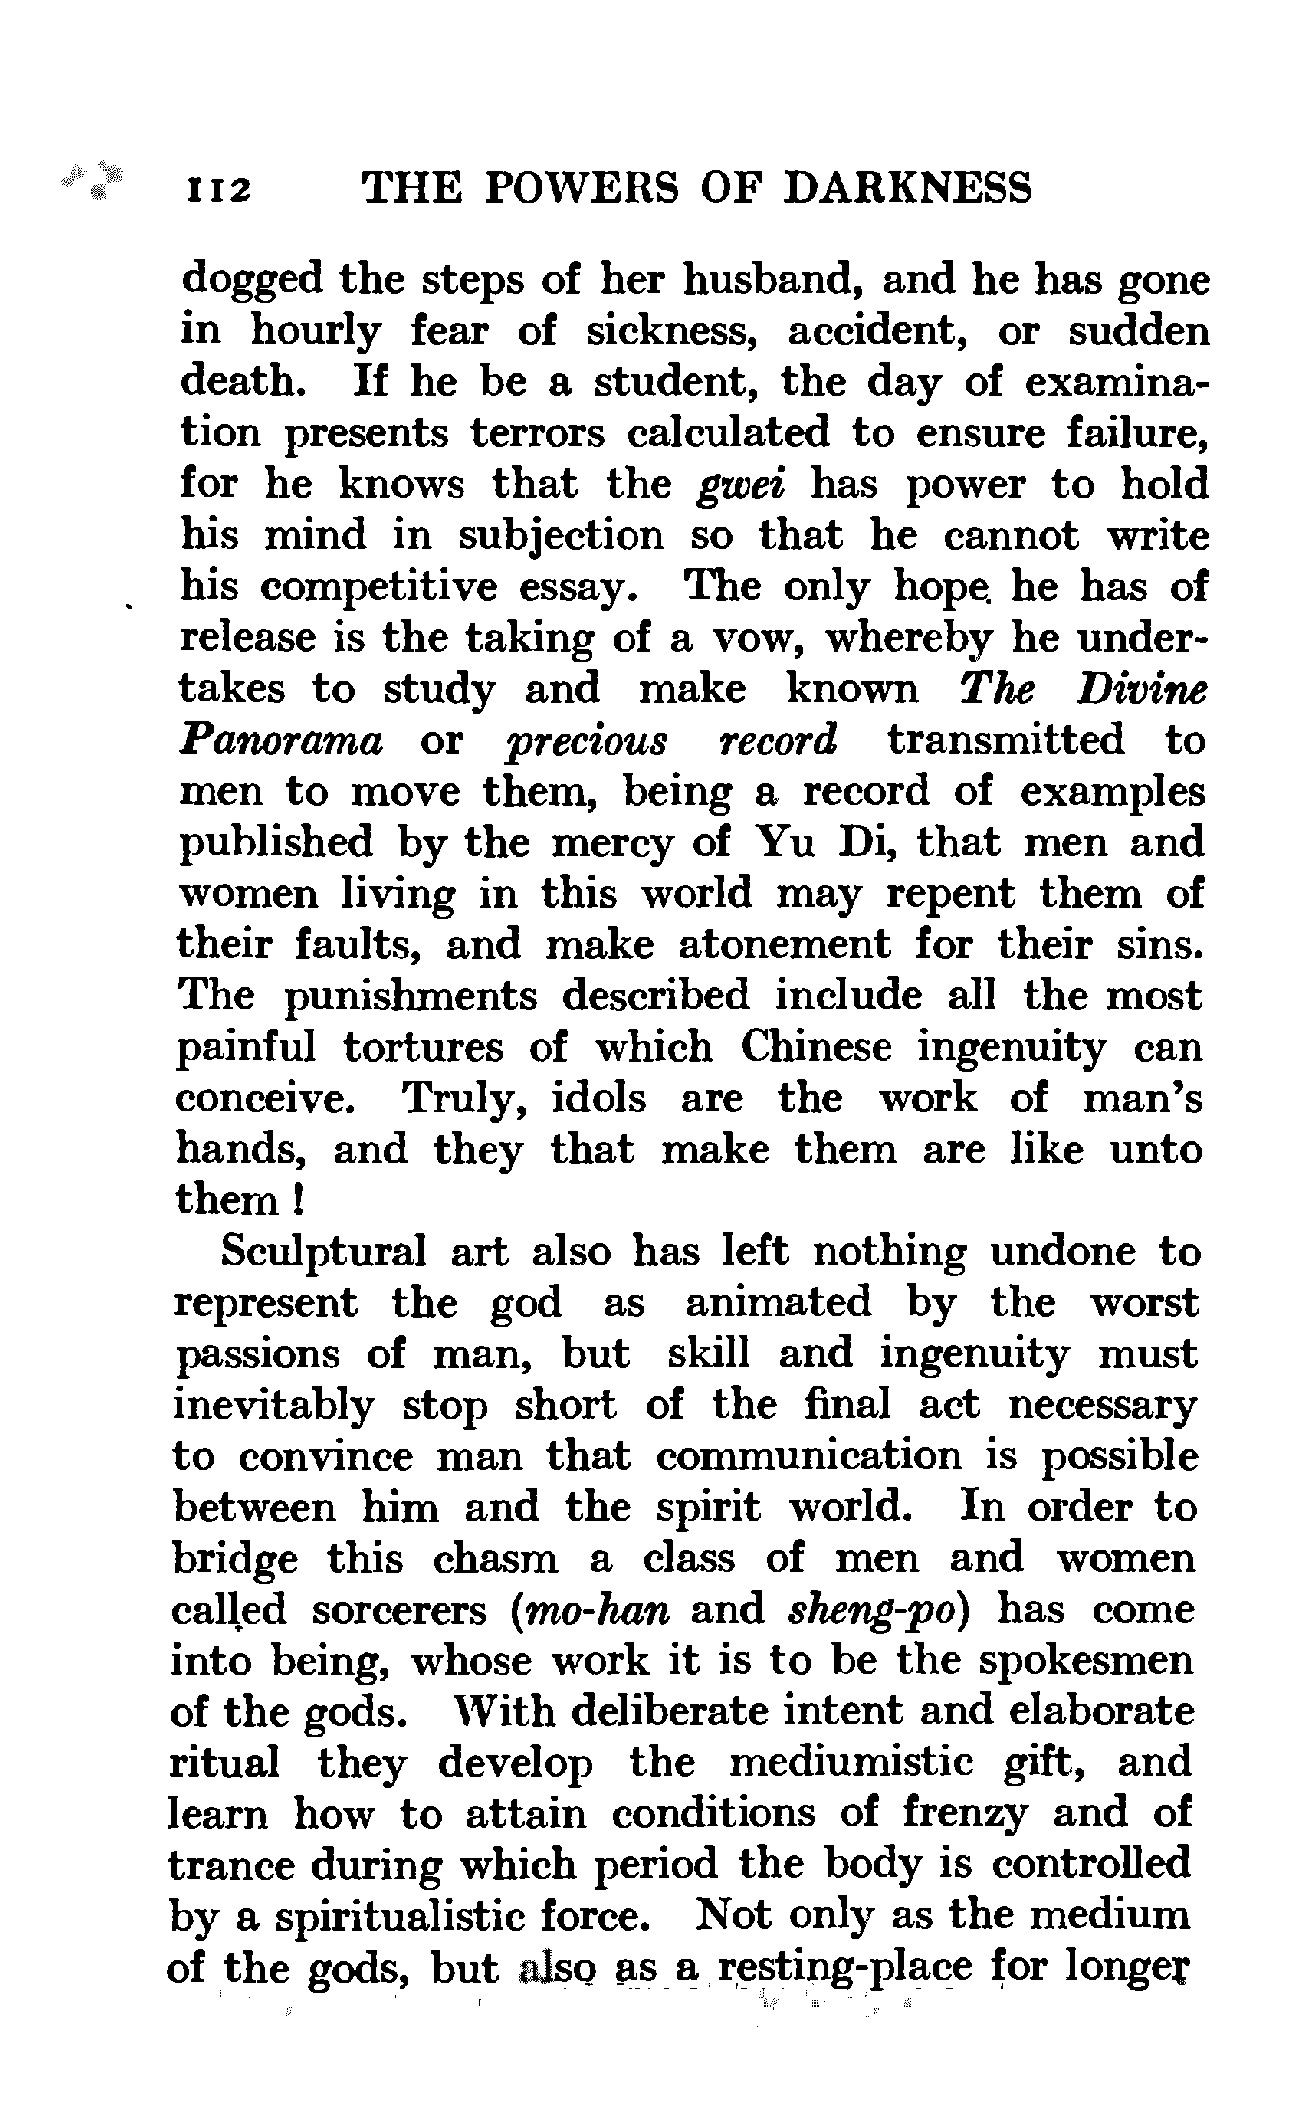 112 THE POWERS OF DARKNESS
dogged the steps of her husband, and he has gone
in hourly fear of sickness, accident, or sudden
death. If he be a student, the day of examina-
tion presents terrors calculated to ensure failure,
for he knows that the gwei has power to hold
his mind in subjection so that he cannot write
his competitive essay. The only hope he has of
release is the taking of a vow, whereby he under-
takes to study and make known The Divine
Panorama or precious record transmitted to
men to move them, being a record of examples
published by the mercy of Yu Di, that men and
women living in this world may repent them of
their faults, and make atonement for their sins.
The punishments described include all the most
painful tortures of which Chinese ingenuity can
conceive. Truly, idols are the work of man's
hands, and they that make them are like unto
them !
Sculptural art also has left nothing undone to
represent the god as animated by the worst
passions of man, but skill and ingenuity must
inevitably stop short of the final act necessary
to convince man that communication is possible
between him and the spirit world. In order to
bridge this chasm a class of men and women
called sorcerers (mo-han and sheng-po) has come
into being, whose work it is to be the spokesmen
of the gods. With deliberate intent and elaborate
ritual they develop the mediumistic gift, and
learn how to attain conditions of frenzy and of
trance during which period the body is controlled
by a spiritualistic force. Not only as the medium
of the gods, but also as a resting-place for longer